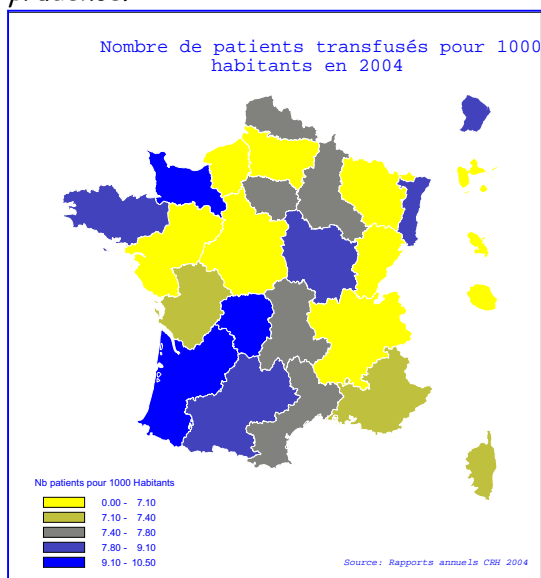 Nombre de patients transfusés pour 1000
habitants en 2004
Nb patients pour 1000 Habitants
0.00 - 7.10
7.10 - 7.40
7.40 - 7.80
7.80 - 9.10
9.10 - 10.50
Source: Rapports annuels CRH 2004